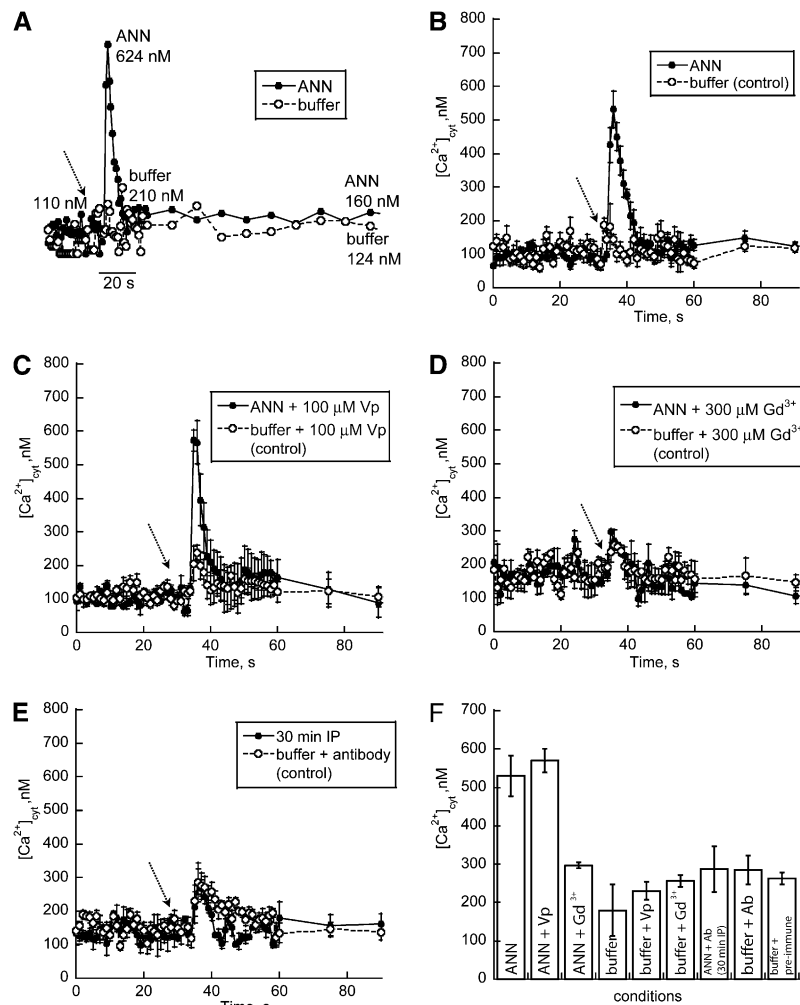 A
ANN
624 nM
ANN
buffer
110 nM
buffer
210 nM
ANN
160 nM
buffer
124 nM
20 s
B
800
700
600
500
400
300
200
100
0
[Ca2+]cyt ,nM
ANN
buffer (control)
0 20 40 60 80
Time, s
C
800
700
600
500
400
300
200
100
0
[Ca2+]cyt ,nM
ANN + 100 µM Vp
buffer + 100 µM Vp
(control)
0 20 40 60 80
Time, s
D
800
700
600
500
400
300
200
100
0
[Ca2+]cyt ,nM
ANN + 300 µM Gd3+
buffer + 300 µM Gd3+
(control)
0 20 40 60 80
Time, s
E
800
700
600
500
400
300
200
100
0
[Ca2+]cyt ,nM
30 min IP
buffer + antibody
(control)
0 20 40 60 80
Time, s
F
700
600
500
400
300
200
100
0
[Ca2+]cyt ,nM
ANN
ANN + Vp
ANN + Gd 3+
buffer
buffer + Vp
buffer + Gd 3+
ANN + Ab
(30 min IP)
buffer + Ab
buffer +
pre-immune
conditions